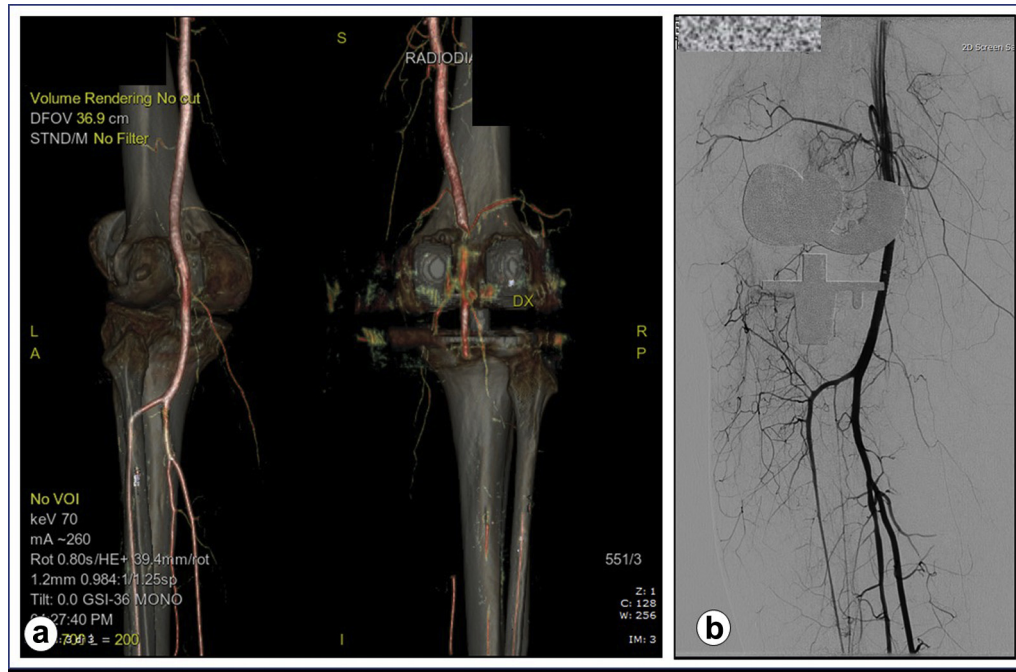 S
RADIODIA
Volume Rendering No cut
DFOV 36.9 cm
STND/M No Filter
2D Screen Sa
DX
L
A
R
P
No VOI
keV 70
mA ~260
Rot 0.80s/HE+ 39.4mm/rot
1.2mm 0.984:1/1.25sp
Tilt: 0.0 GSI-36 MONO
:27:40 PM
L = 200
I
551/3
Z: 1
C: 128
W: 256
IM: 3
a
b